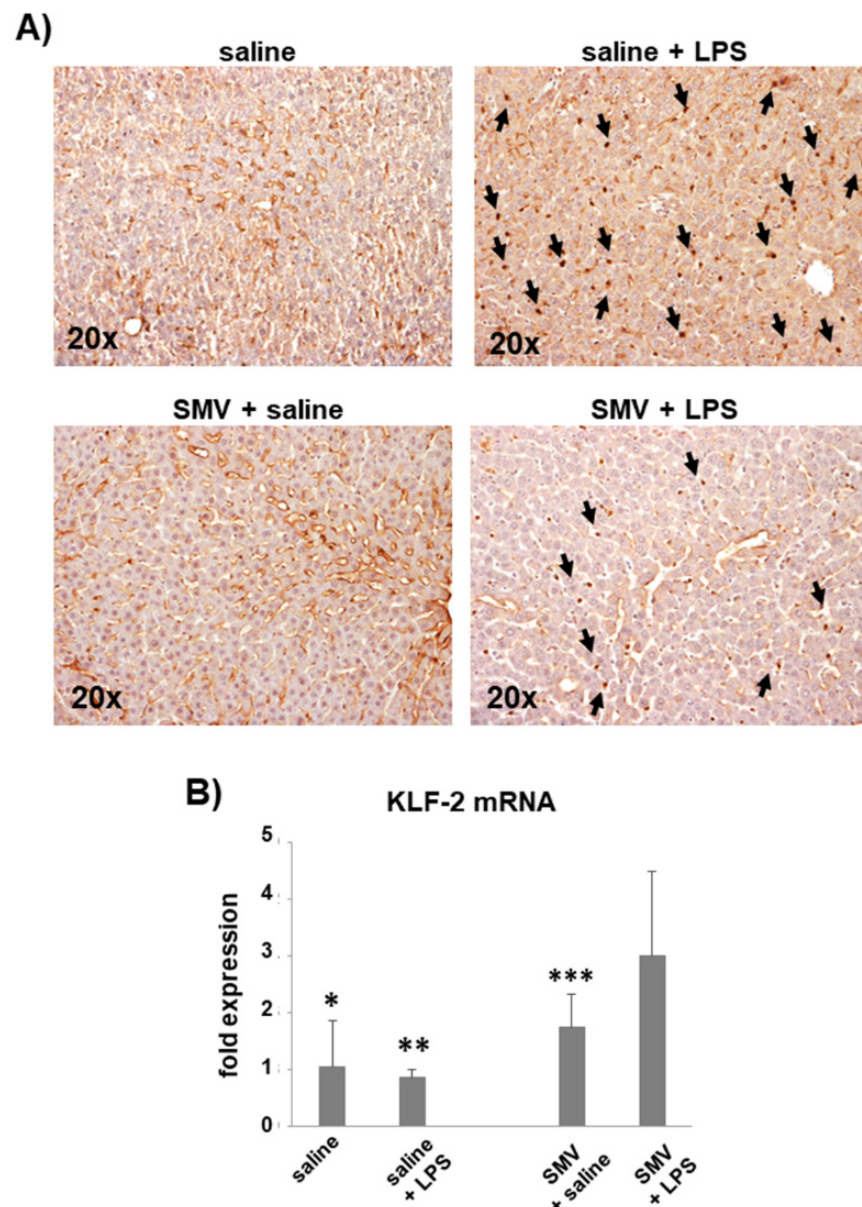 A)
saline
saline + LPS
20x
20x
SMV + saline
SMV + LPS
20x
20x
B)
KLF-2 mRNA
fold expression
5
4
3
2
1
0
*
**
***
saline
saline
+ LPS
SMV
+ saline
SMV
+ LPS